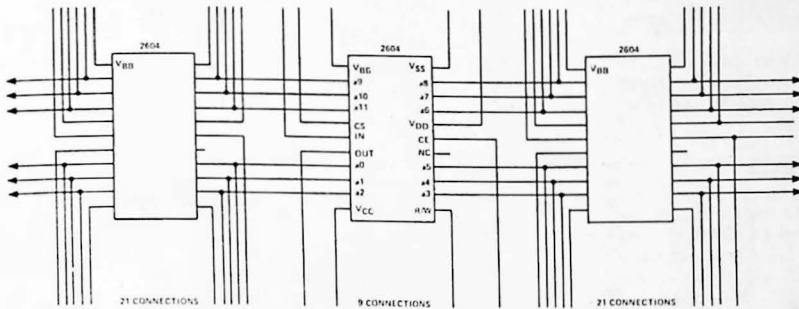 2604
2604
2604
VBB
VBG
VSS
VBB
a9
a8
a10
a7
a11
a6
VDD
CS
CE
IN
OUT
NC
a0
a5
a1
a4
a2
a3
VCC
R/W
21 CONNECTIONS
9 CONNECTIONS
21 CONNECTIONS